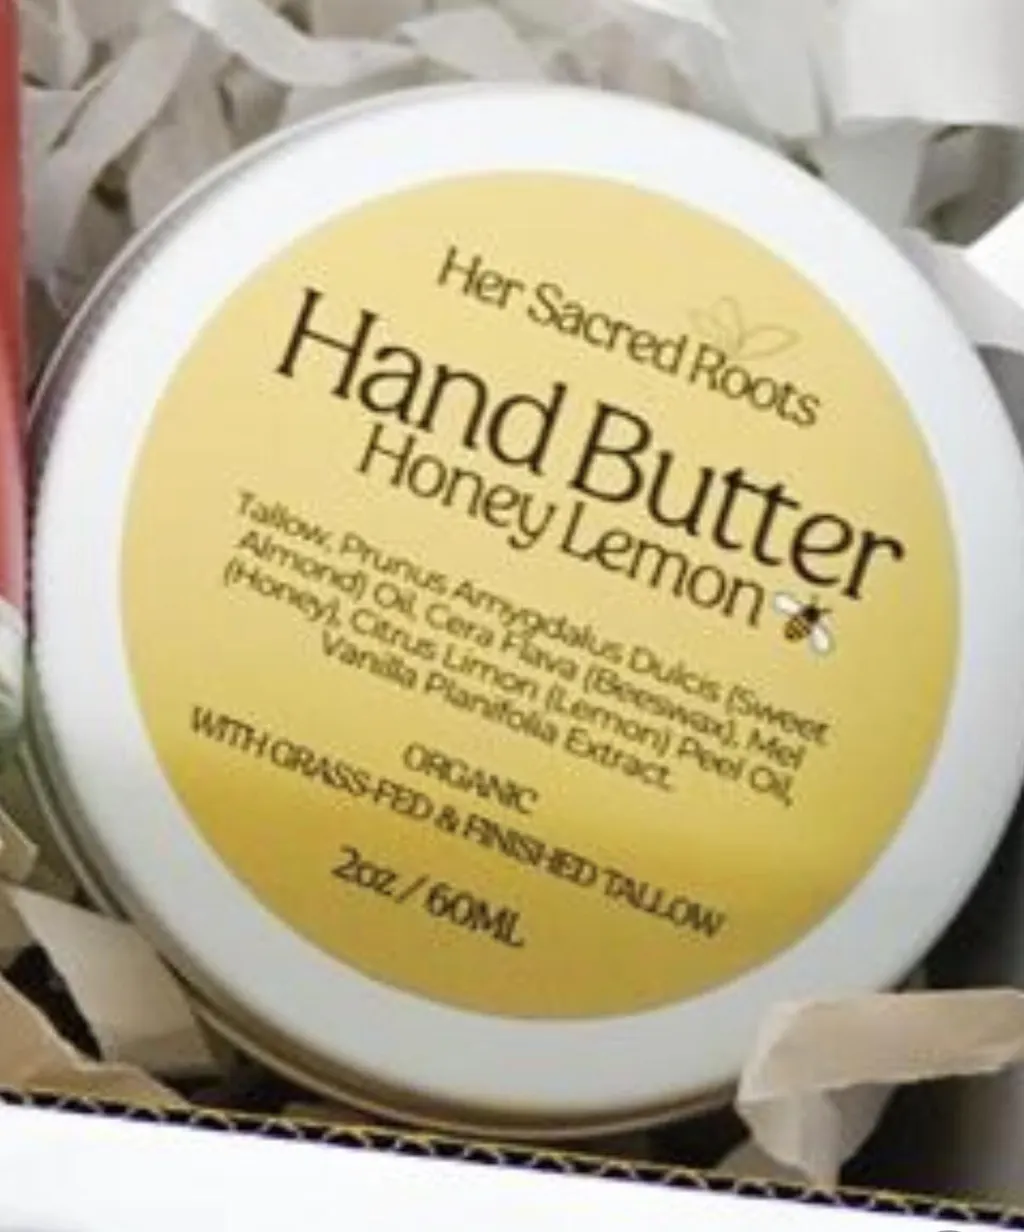 Her Sacred Roots
Hand Butter
Honey Lemon
Tallow, Prunus Amygdalus Dulcis (Sweet
Almond) Oil, Cera Flava (Beeswax), Mel
(Honey), Citrus Limon (Lemon) Peel Oil,
Vanilla Planifolia Extract.
ORGANIC
WITH GRASS-FED & FINISHED TALLOW
2oz / 60ML